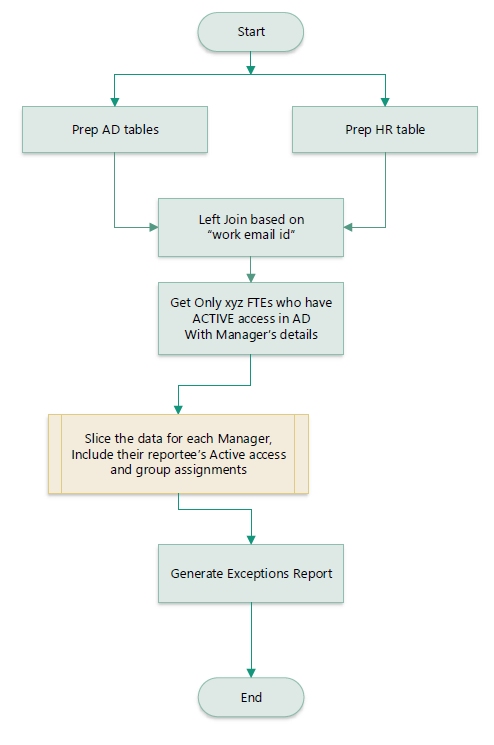 Start
Prep AD tables
Prep HR table
Left Join based on
“work email id”
Get Only xyz FTEs who have
ACTIVE access in AD
With Manager’s details
Slice the data for each Manager,
Include their reportee’s Active access
and group assignments
Generate Exceptions Report
End